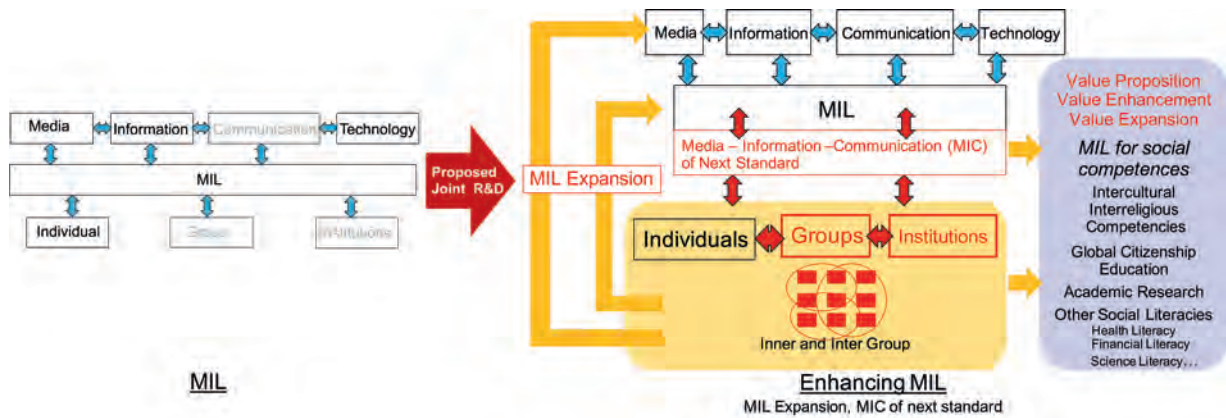 Media
Information
Communication
Technology
MIL
Individual
Group
Institutions
MIL
Proposed
Joint R&D
MIL Expansion
Media
Information
Communication
Technology
MIL
Media – Information –Communication (MIC)
of Next Standard
Individuals
Groups
Institutions
Inner and Inter Group
Enhancing MIL
MIL Expansion, MIC of next standard
Value Proposition
Value Enhancement
Value Expansion
MIL for social
competences
Intercultural
Interreligious
Competencies
Global Citizenship
Education
Academic Research
Other Social Literacies
Health Literacy
Financial Literacy
Science Literacy…